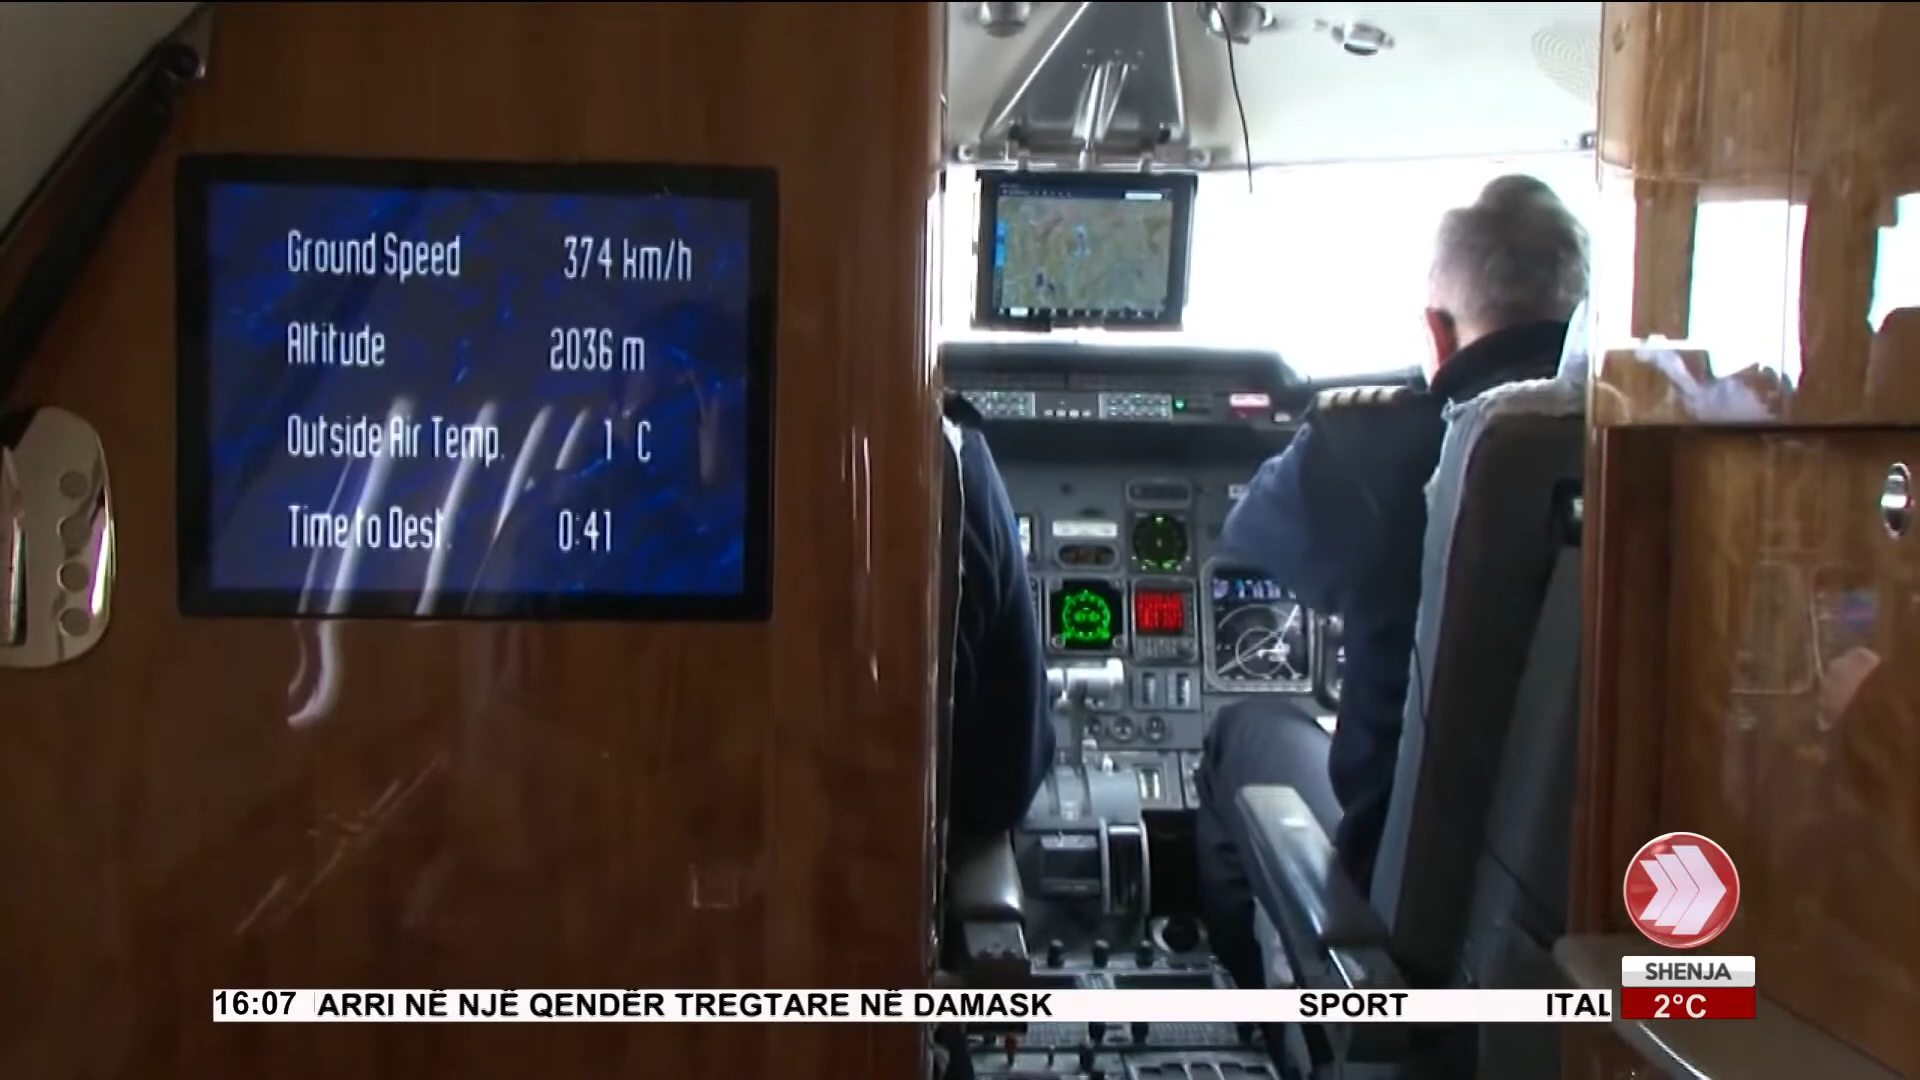 Ground Speed 374 km/h
Altitude 2036 m
Outside Air Temp. 1 C
Time to Dest. 0:41
SHENJA
2°C
16:07 ARRI NË NJË QENDËR TREGTARE NË DAMASK SPORT ITAL